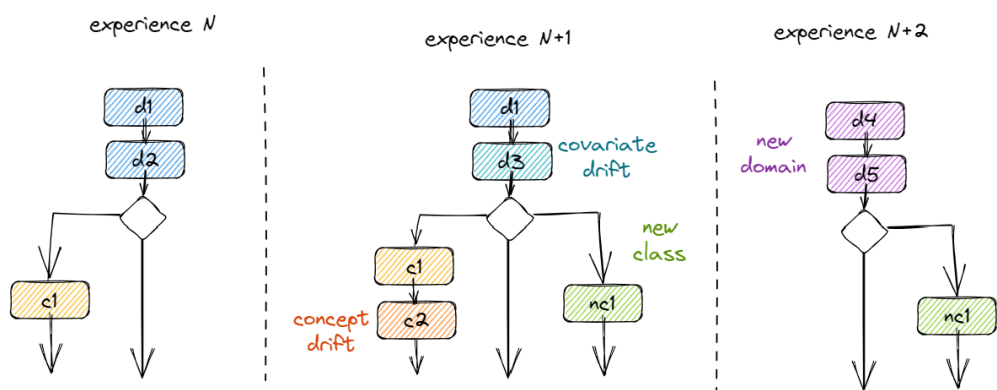 experience N
d1
d2
c1
experience N+1
d1
d3
covariate
drift
new
class
c1
c2
concept
drift
nc1
experience N+2
d4
new
domain
d5
nc1